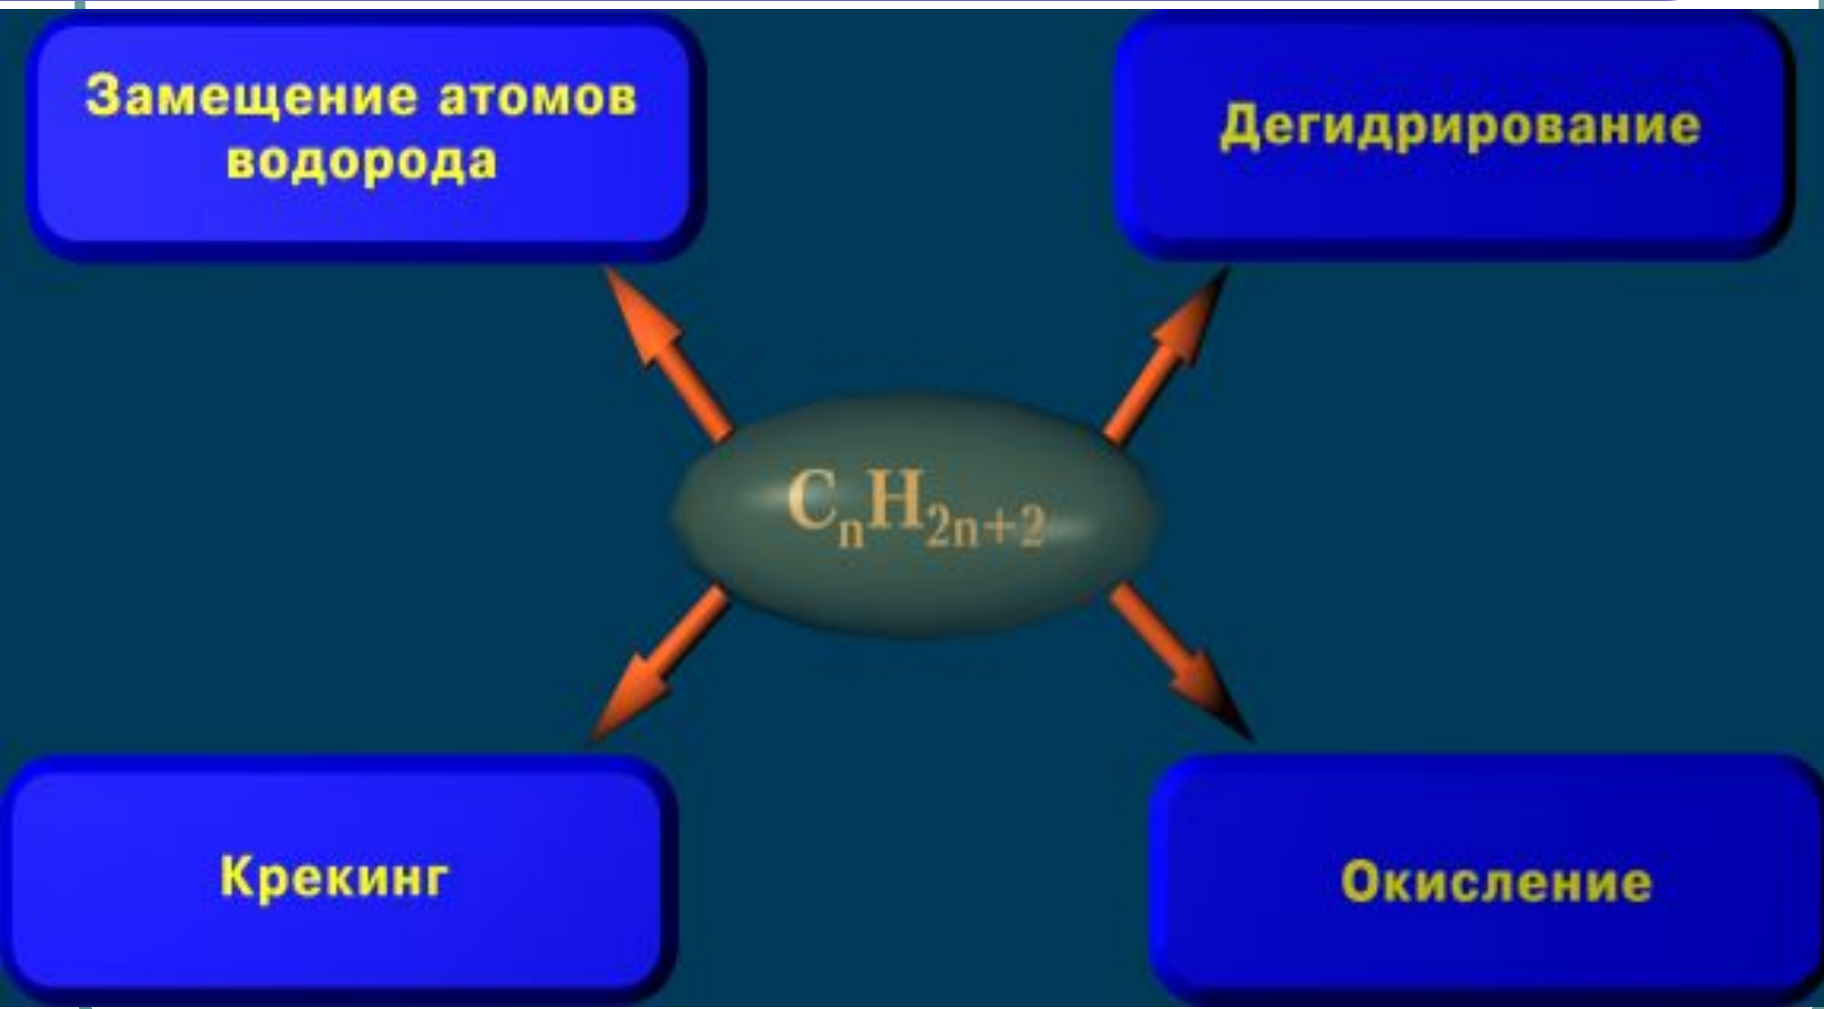 Замещение атомов
водорода
Дегидрирование
CₙH₂ₙ₊₂
Крекинг
Окисление